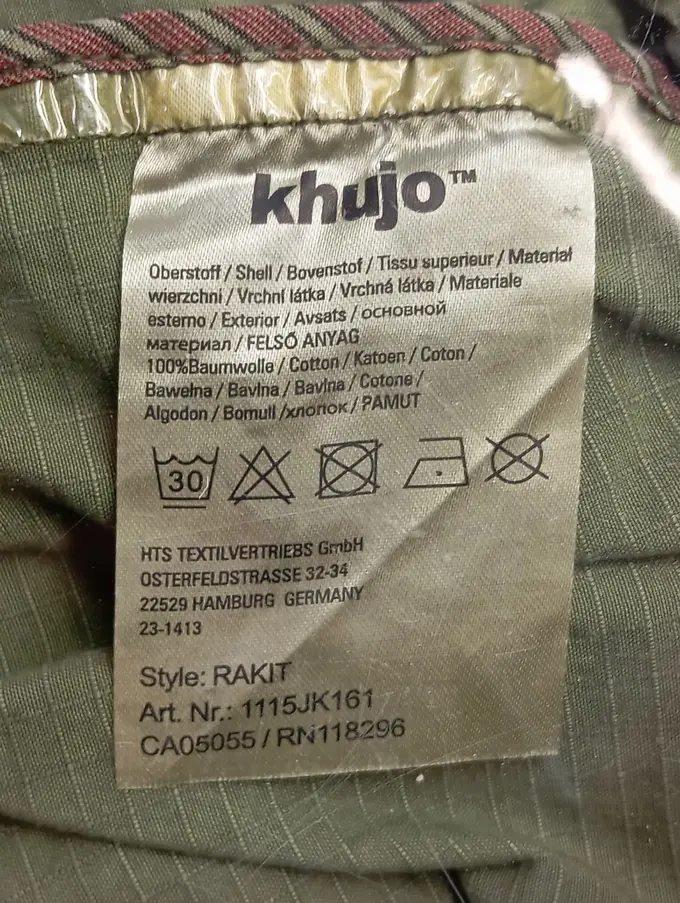 khujo™
Oberstoff / Shell / Bovenstof / Tissu superieur / Materiał
wierzchni / Vrchní látka / Vrchná látka / Materiale
esterno / Exterior / Avsats / основной
материал / FELSŐ ANYAG
100%Baumwolle / Cotton / Katoen / Coton /
Bawełna / Bavlna / Bavlna / Cotone /
Algodon / Bomull /хлопок / PAMUT
30
HTS TEXTILVERTRIEBS GmbH
OSTERFELDSTRASSE 32-34
22529 HAMBURG GERMANY
23-1413
Style: RAKIT
Art. Nr.: 1115JK161
CA05055 / RN118296